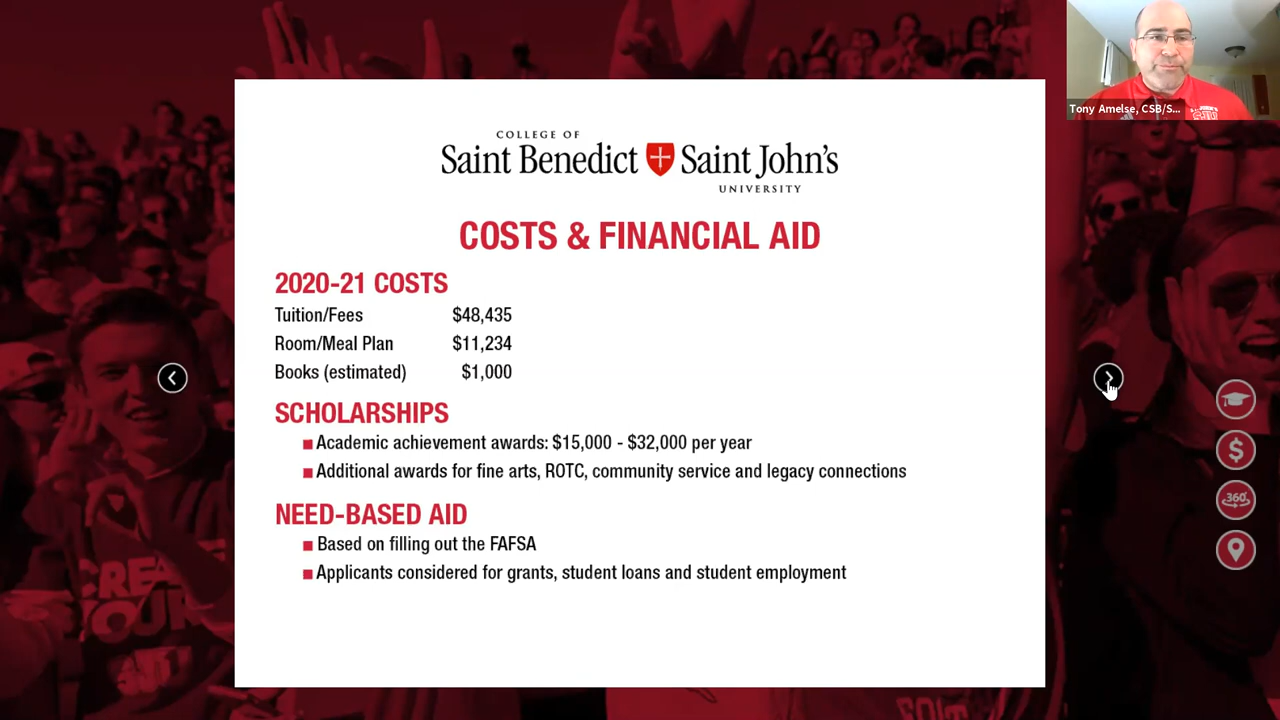 Tony Amelse, CSB/S...
COLLEGE OF
Saint Benedict Saint John's
UNIVERSITY
COSTS & FINANCIAL AID
2020-21 COSTS
Tuition/Fees $48,435
Room/Meal Plan $11,234
Books (estimated) $1,000
SCHOLARSHIPS
Academic achievement awards: $15,000 - $32,000 per year
Additional awards for fine arts, ROTC, community service and legacy connections
NEED-BASED AID
Based on filling out the FAFSA
Applicants considered for grants, student loans and student employment
$
360°